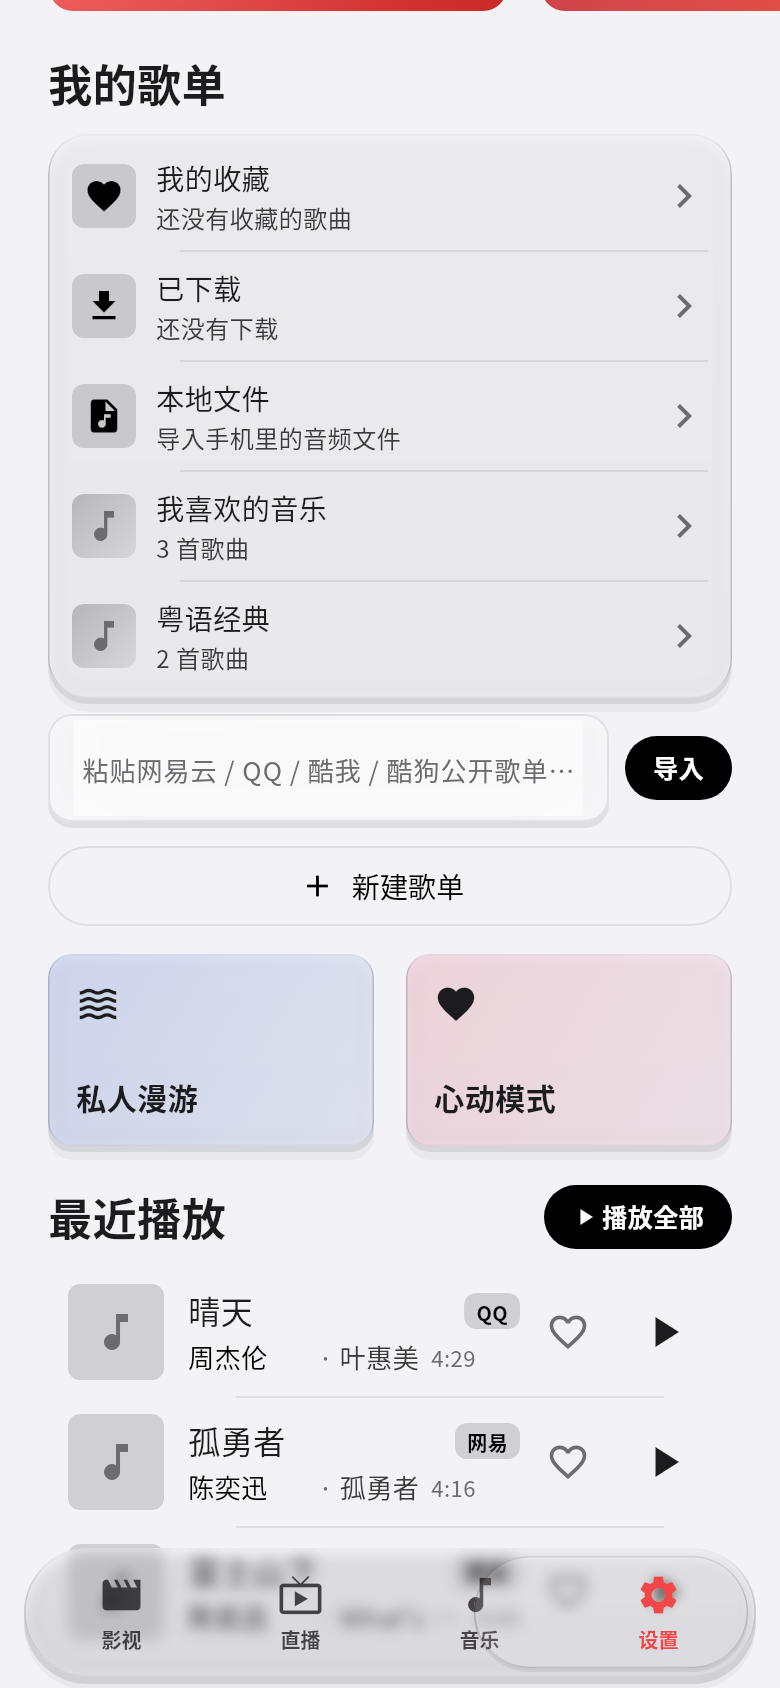 我的歌单
我的收藏
还没有收藏的歌曲
已下载
还没有下载
本地文件
导入手机里的音频文件
我喜欢的音乐
3 首歌曲
粤语经典
2 首歌曲
粘贴网易云 / QQ / 酷我 / 酷狗公开歌单…
导入
新建歌单
私人漫游
心动模式
最近播放
播放全部
晴天
QQ
周杰伦 · 叶惠美 4:29
孤勇者
网易
陈奕迅 · 孤勇者 4:16
影视
直播
音乐
设置